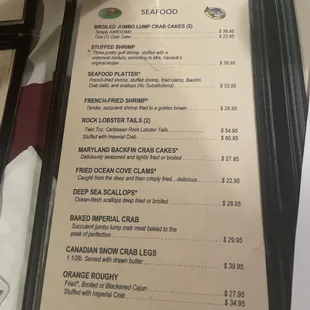 SEAFOOD
BROILED JUMBO LUMP CRAB CAKES (2)
Simply AWESOME $ 39.95
One (1) Crab Cake $ 22.95
STUFFED SHRIMP
Three jumbo gulf shrimp, stuffed with a
crabmeat mixture, according to Mrs.
original recipe $ 28.95
SEAFOOD PLATTER*
French-fried shrimp, stuffed shrimp, fried clams, Backfin
Crab balls, and scallops (No Substitutions) $ 33.95
FRENCH-FRIED SHRIMP*
Tender, succulent shrimp fried to a golden brown $ 26.95
ROCK LOBSTER TAILS (2)
Twin 7oz. Caribbean Rock Lobster Tails $ 54.95
Stuffed with Imperial Crab $ 60.95
MARYLAND BACKFIN CRAB CAKES*
Deliciously seasoned and lightly fried or broiled $ 27.95
FRIED OCEAN COVE CLAMS*
Caught from the deep and then crisply fried...delicious $ 22.95
DEEP SEA SCALLOPS*
Ocean-fresh scallops deep fried or broiled $ 28.95
BAKED IMPERIAL CRAB
Succulent jumbo lump crab meat baked to the
peak of perfection $ 29.95
CANADIAN SNOW CRAB LEGS
1 1/2lb. Served with drawn butter $ 39.95
ORANGE ROUGHY
Fried*, Broiled or Blackened Cajun $ 27.95
Stuffed with Imperial Crab $ 34.95